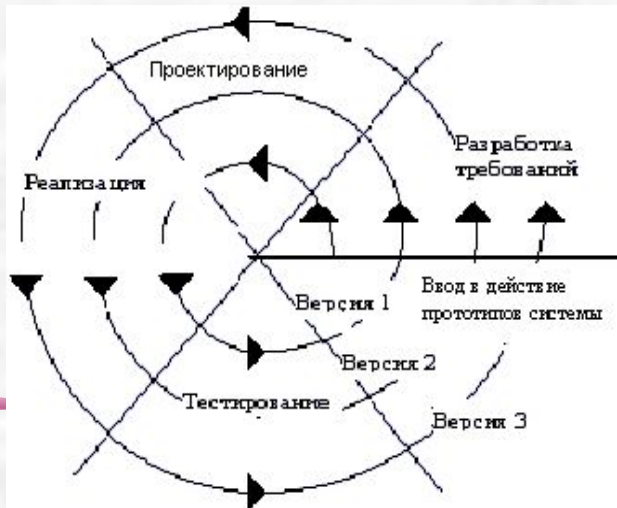 Проектирование
Разработка
требований
Реализация
Ввод в действие
прототипов системы
Версия 1
Версия 2
Тестирование
Версия 3